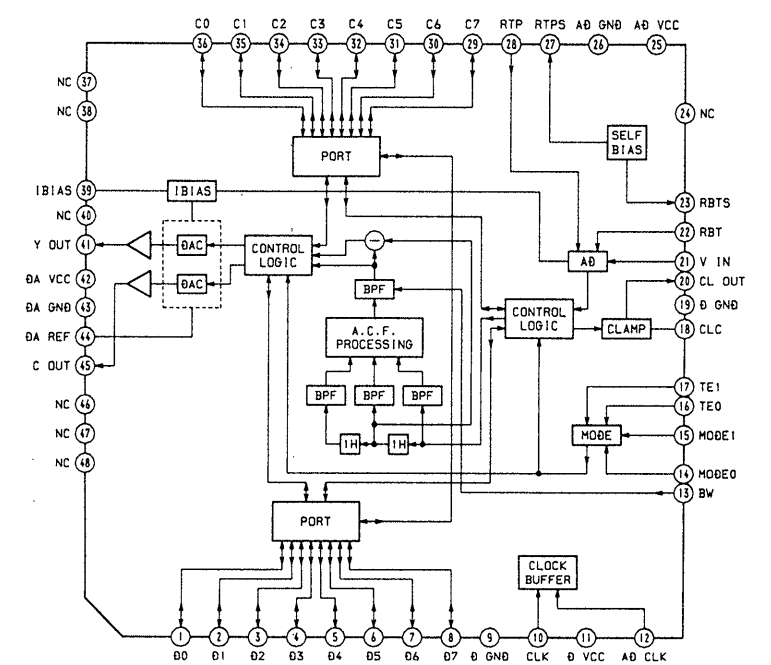 C0 C1 C2 C3 C4 C5 C6 C7 RTP RTPS AD GND AD VCC
36 35 34 33 32 31 30 29 28 27 26 25
NC 37
NC 38
24 NC
SELF
BIAS
PORT
IBIAS 39
IBIAS
23 RBTS
NC 40
22 RBT
Y OUT 41
DAC
CONTROL
LOGIC
−
AD
21 V IN
DA VCC 42
DAC
BPF
20 CL OUT
DA GND 43
19 D GND
CONTROL
LOGIC
DA REF 44
A.C.F.
PROCESSING
CLAMP
18 CLC
C OUT 45
17 TE1
NC 46
BPF BPF BPF
16 TE0
NC 47
1H 1H
MODE
15 MODE1
NC 48
14 MODE0
13 BW
PORT
CLOCK
BUFFER
1 2 3 4 5 6 7 8 9 10 11 12
D0 D1 D2 D3 D4 D5 D6 D7 D GND CLK D VCC AD CLK